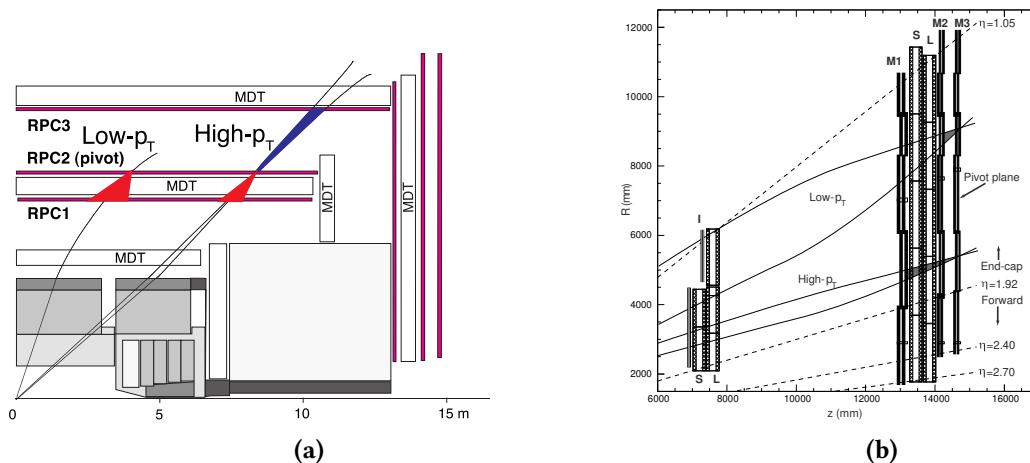 MDT
RPC3
Low-pT
High-pT
RPC2 (pivot)
MDT
RPC1
MDT
MDT
MDT
0
5
10
15 m
(a)
12000
10000
8000
6000
4000
2000
R (mm)
M2 M3
η=1.05
S
L
M1
Pivot plane
Low-pT
I
High-pT
End-cap
η=1.92
Forward
η=2.40
η=2.70
S L
6000
8000
10000
12000
14000
16000
z (mm)
(b)